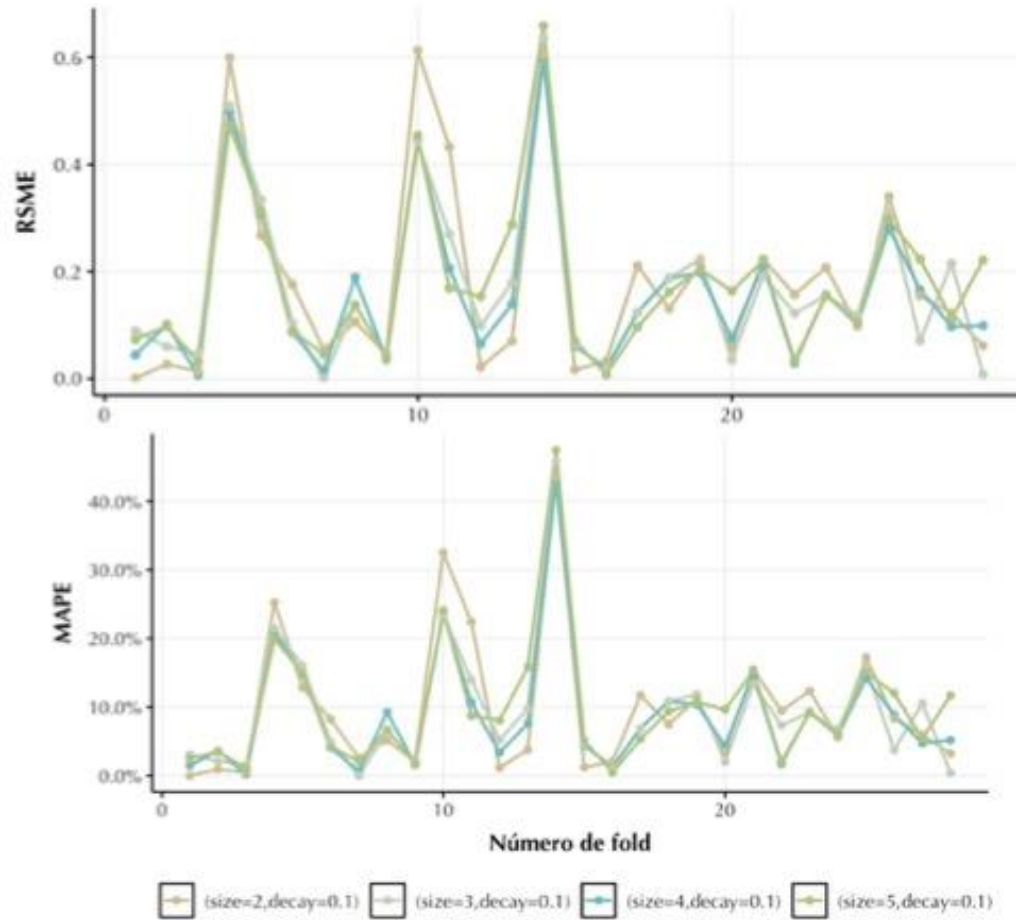 RSME
0.6
0.4
0.2
0.0
0 10 20
MAPE
40.0%
30.0%
20.0%
10.0%
0.0%
0 10 20
Número de fold
(size=2,decay=0.1) (size=3,decay=0.1) (size=4,decay=0.1) (size=5,decay=0.1)